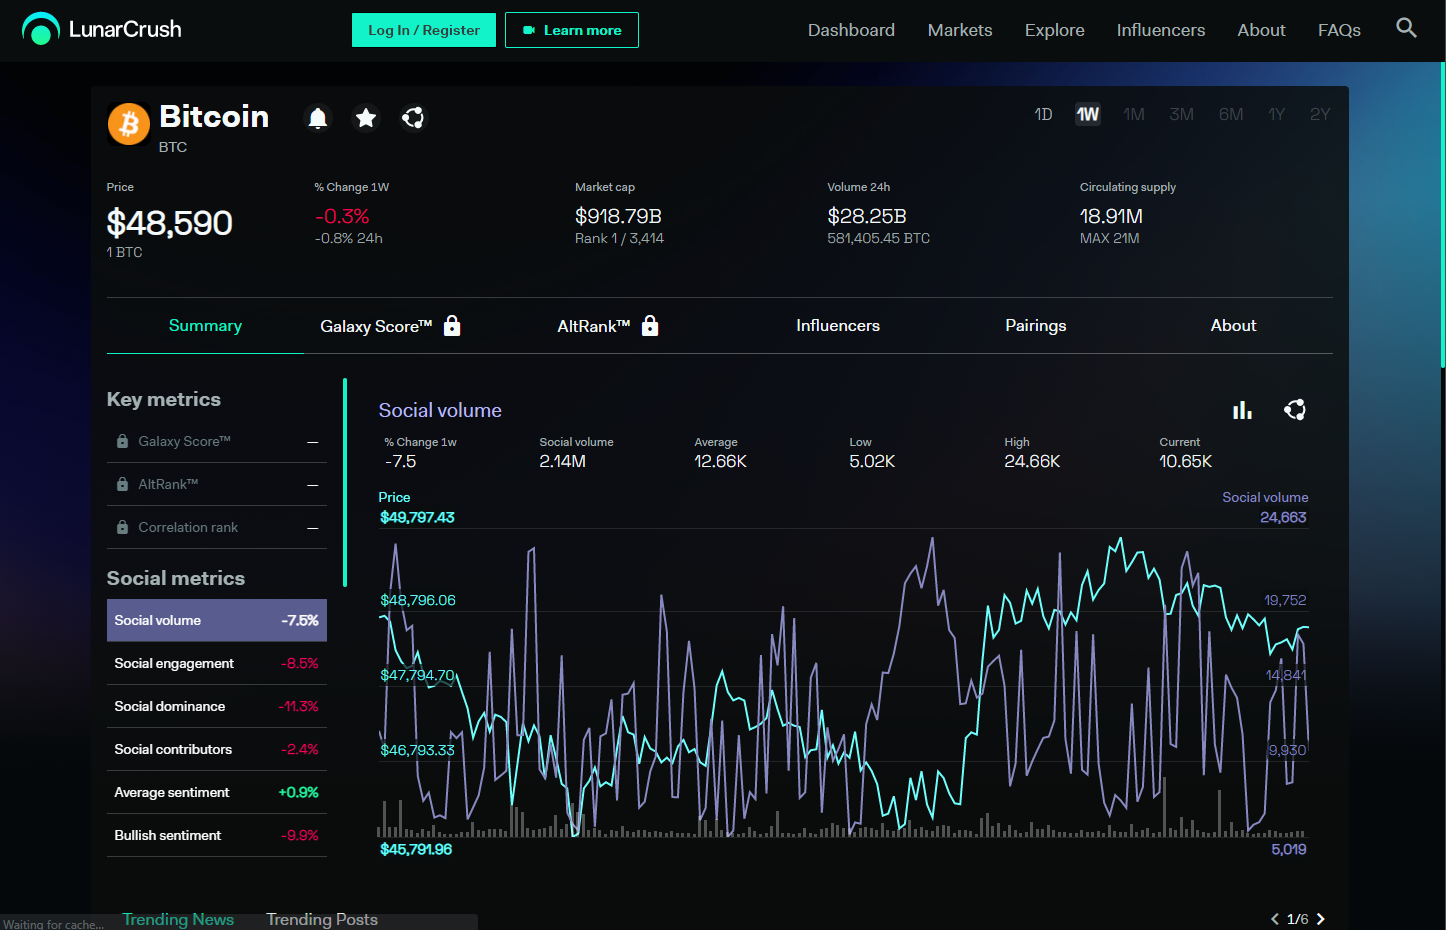 LunarCrush
Log In / Register
Learn more
Dashboard
Markets
Explore
Influencers
About
FAQs
Bitcoin
BTC
1D 1W 1M 3M 6M 1Y 2Y
Price
$48,590
1 BTC
% Change 1W
-0.3%
-0.8% 24h
Market cap
$918.79B
Rank 1 / 3,414
Volume 24h
$28.25B
581,405.45 BTC
Circulating supply
18.91M
MAX 21M
Summary
Galaxy Score™
AltRank™
Influencers
Pairings
About
Key metrics
Galaxy Score™ —
AltRank™ —
Correlation rank —
Social metrics
Social volume -7.5%
Social engagement -8.5%
Social dominance -11.3%
Social contributors -2.4%
Average sentiment +0.9%
Bullish sentiment -9.9%
Social volume
% Change 1w
-7.5
Social volume
2.14M
Average
12.66K
Low
5.02K
High
24.66K
Current
10.65K
Price
$49,797.43
$48,796.06
$47,794.70
$46,793.33
$45,791.96
Social volume
24,663
19,752
14,841
9,930
5,019
Trending News
Trending Posts
1/6
Waiting for cache...